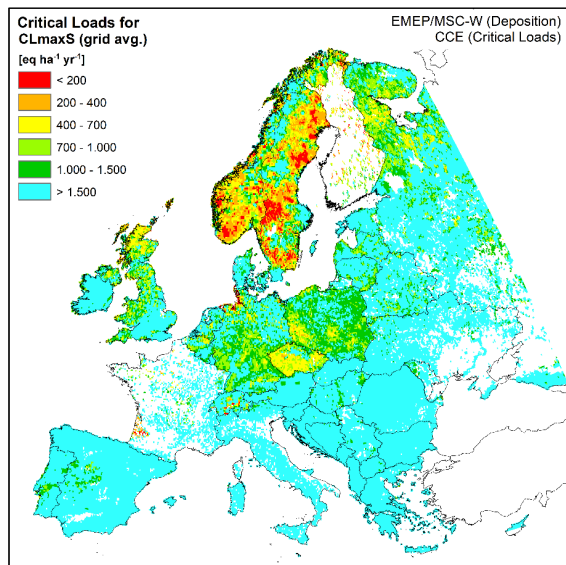 Critical Loads for
CLmaxS (grid avg.)
[eq ha⁻¹ yr⁻¹]
< 200
200 - 400
400 - 700
700 - 1.000
1.000 - 1.500
> 1.500
EMEP/MSC-W (Deposition)
CCE (Critical Loads)